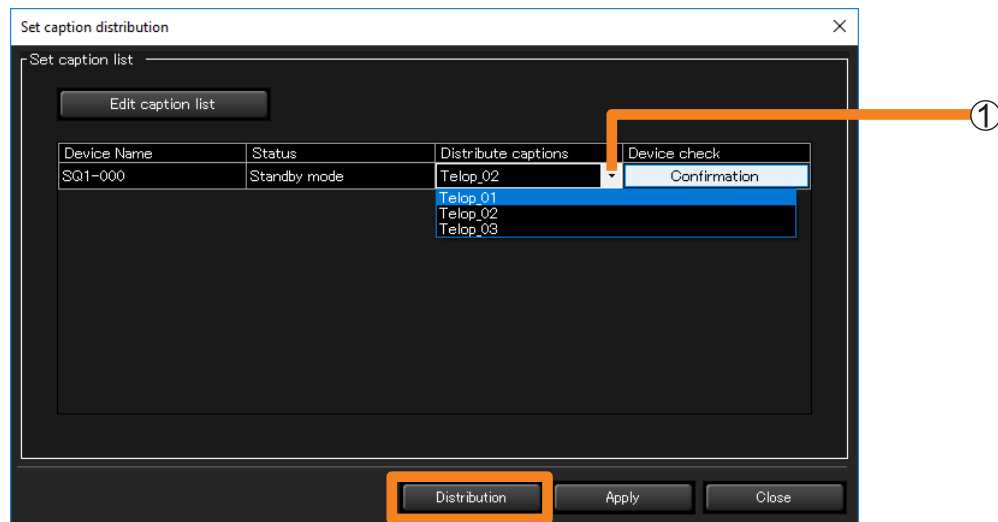 Set caption distribution
Set caption list
Edit caption list
①
Device Name Status Distribute captions Device check
SQ1-000 Standby mode Telop_02 Confirmation
Telop_01
Telop_02
Telop_03
Distribution Apply Close